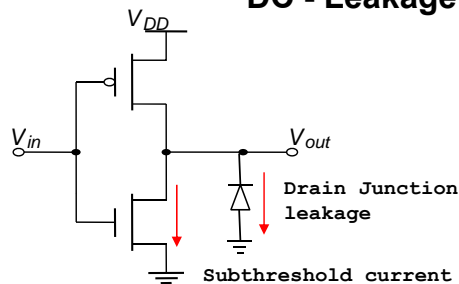 DC - Leakage
VDD
Vin
Vout
Drain Junction
leakage
Subthreshold current